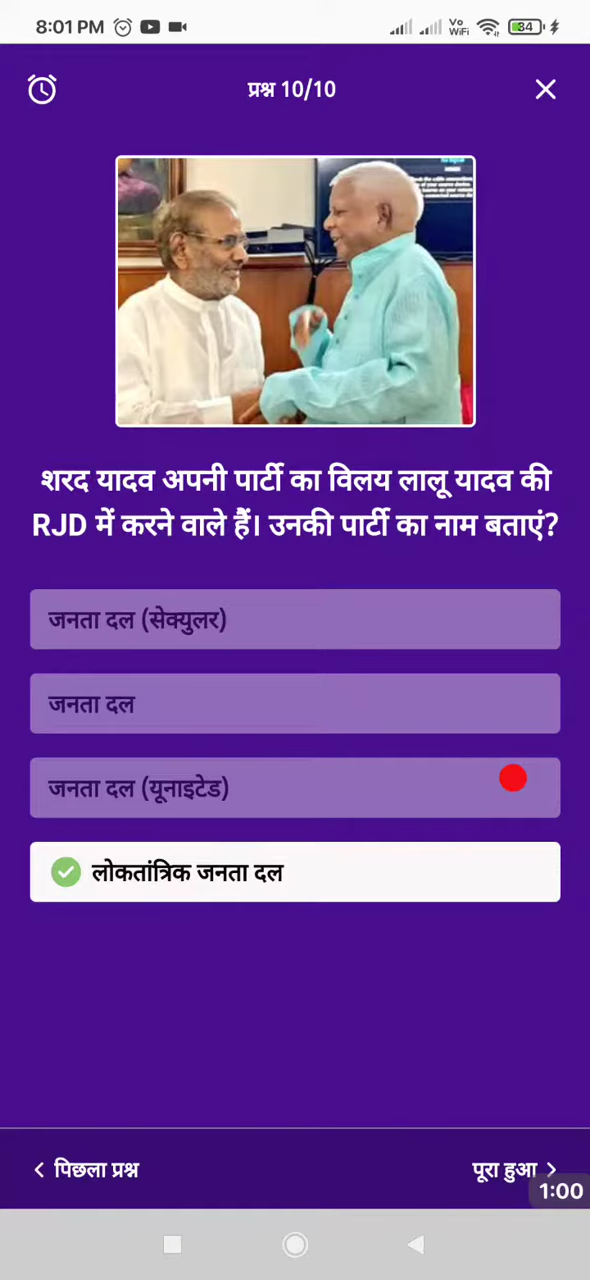 8:01 PM
Vo
WiFi
84
प्रश्न 10/10
शरद यादव अपनी पार्टी का विलय लालू यादव की
RJD में करने वाले हैं। उनकी पार्टी का नाम बताएं?
जनता दल (सेक्युलर)
जनता दल
जनता दल (यूनाइटेड)
लोकतांत्रिक जनता दल
पिछला प्रश्न
पूरा हुआ
1:00